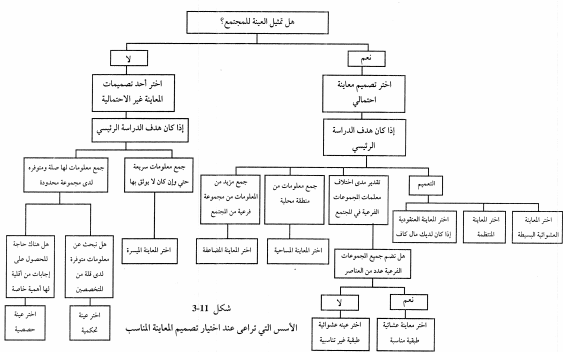 هل تمثيل العينة للمجتمع؟
لا
نعم
اختر أحد تصميمات
المعاينة غير الاحتمالية
اختر تصميم معاينة
احتمالي
إذا كان هدف الدراسة الرئيسي
إذا كان هدف الدراسة
الرئيسي
جمع معلومات لها صلة ومتوفره
لدى مجموعة محدودة
جمع معلومات سريعة
حتي وإن كان لا يوثق بها
جمع مزيد من
المعلومات من مجموعة
فرعية من المجتمع
جمع معلومات من
منطقة محلية
تقدير مدى اختلاف
معلمات المجموعات
الفرعية في المجتمع
التعميم
هل هناك حاجة
للحصول على
إجابات من أقلية
لها أهمية خاصة
هل نبحث عن
معلومات متوفرة
لدى قلة من
المتخصصين
اختر المعاينة الميسرة
اختر المعاينة المضاعفة
اختر المعاينة المساحية
اختر المعاينة العنقودية
إذا كان لديك مال كاف
اختر المعاينة
المنتظمة
اختر المعاينة
العشوائية البسيطة
هل تضم جميع المجموعات
الفرعية عدد من العناصر
لا
نعم
اختر عينة
حصصية
اختر عينة
تحكمية
اختر عينه عشوائية
طبقية غير تناسبية
اختر معاينة عشائية
طبقية مناسبة
شكل 11-3
الأسس التي تراعى عند اختيار تصميم المعاينة المناسب